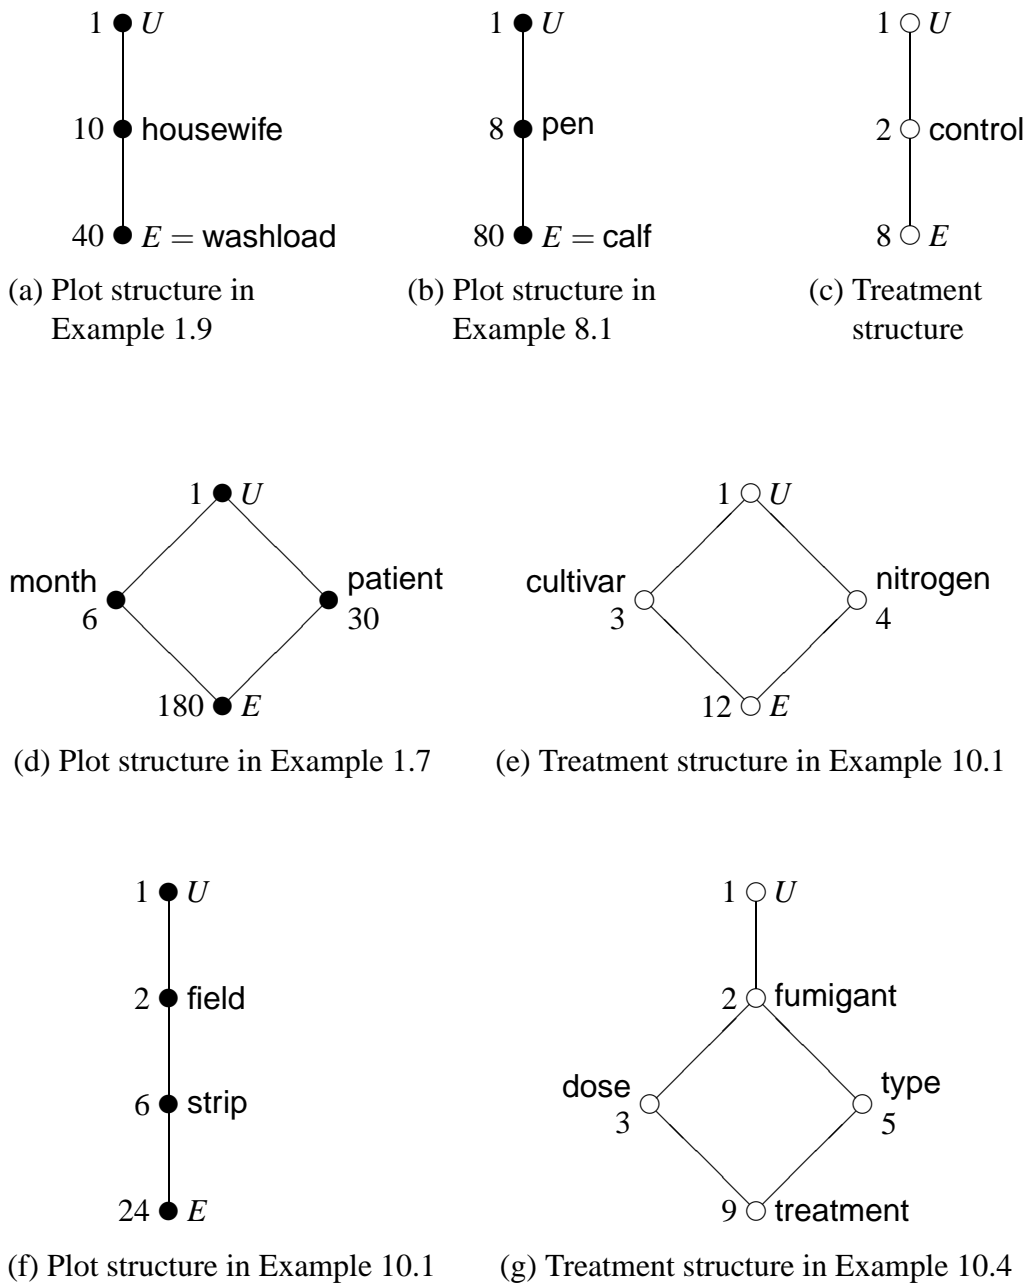 1 U
10 housewife
40 E = washload
(a) Plot structure in
Example 1.9
1 U
8 pen
80 E = calf
(b) Plot structure in
Example 8.1
1 U
2 control
8 E
(c) Treatment
structure
1 U
month
6
patient
30
180 E
(d) Plot structure in Example 1.7
1 U
cultivar
3
nitrogen
4
12 E
(e) Treatment structure in Example 10.1
1 U
2 field
6 strip
24 E
(f) Plot structure in Example 10.1
1 U
2 fumigant
dose
3
type
5
9 treatment
(g) Treatment structure in Example 10.4